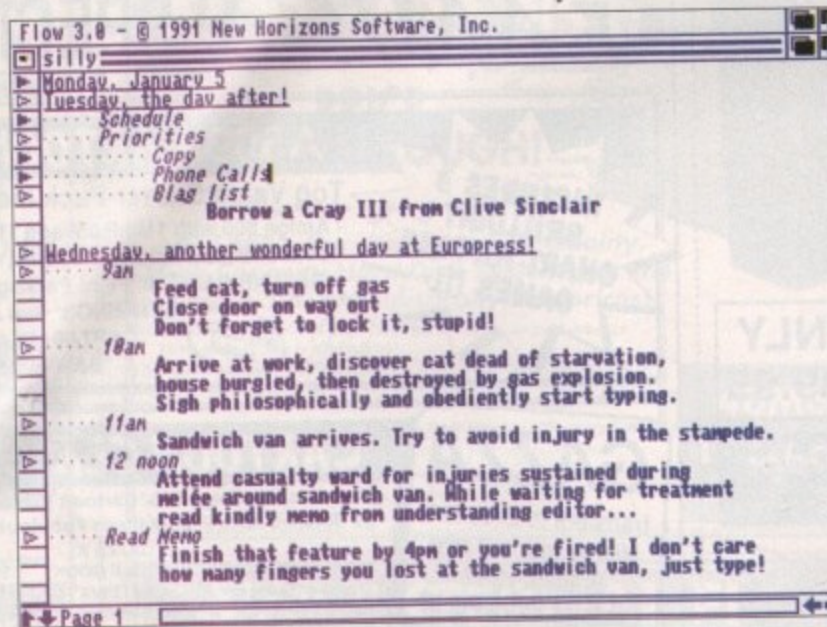 Flow 3.0 - © 1991 New Horizons Software, Inc.
silly
Monday, January 5
Tuesday, the day after!
Schedule
Priorities
Copy
Phone Calls
Blag list
Borrow a Cray III from Clive Sinclair
Wednesday, another wonderful day at Europress!
9am
Feed cat, turn off gas
Close door on way out
Don't forget to lock it, stupid!
10am
Arrive at work, discover cat dead of starvation,
house burgled, then destroyed by gas explosion.
Sigh philosophically and obediently start typing.
11am
Sandwich van arrives. Try to avoid injury in the stampede.
12 noon
Attend casualty ward for injuries sustained during
melée around sandwich van. While waiting for treatment
read kindly memo from understanding editor...
Read Memo
Finish that feature by 4pm or you're fired! I don't care
how many fingers you lost at the sandwich van, just type!
Page 1